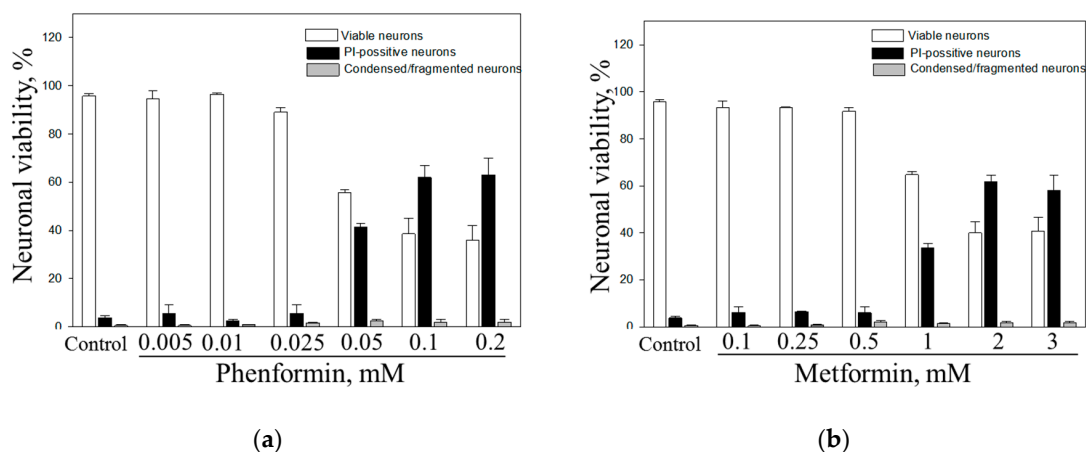 120
100
80
60
40
20
0
Neuronal viability, %
Viable neurons
PI-possitive neurons
Condensed/fragmented neurons
Control 0.005 0.01 0.025 0.05 0.1 0.2
Phenformin, mM
(a)
120
100
80
60
40
20
0
Neuronal viability, %
Viable neurons
PI-possitive neurons
Condensed/fragmented neurons
Control 0.1 0.25 0.5 1 2 3
Metformin, mM
(b)